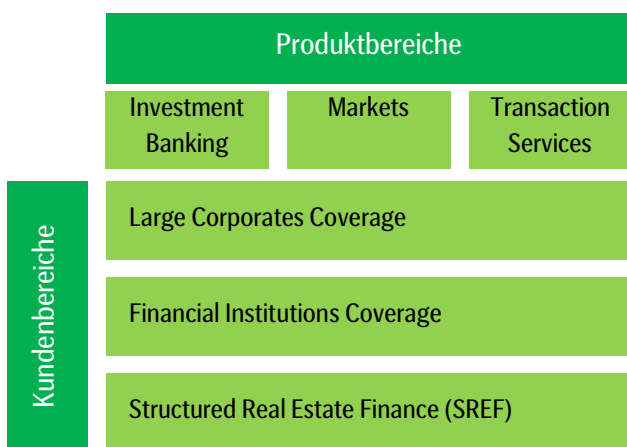 Produktbereiche
Investment
Banking
Markets
Transaction
Services
Kundenbereiche
Large Corporates Coverage
Financial Institutions Coverage
Structured Real Estate Finance (SREF)